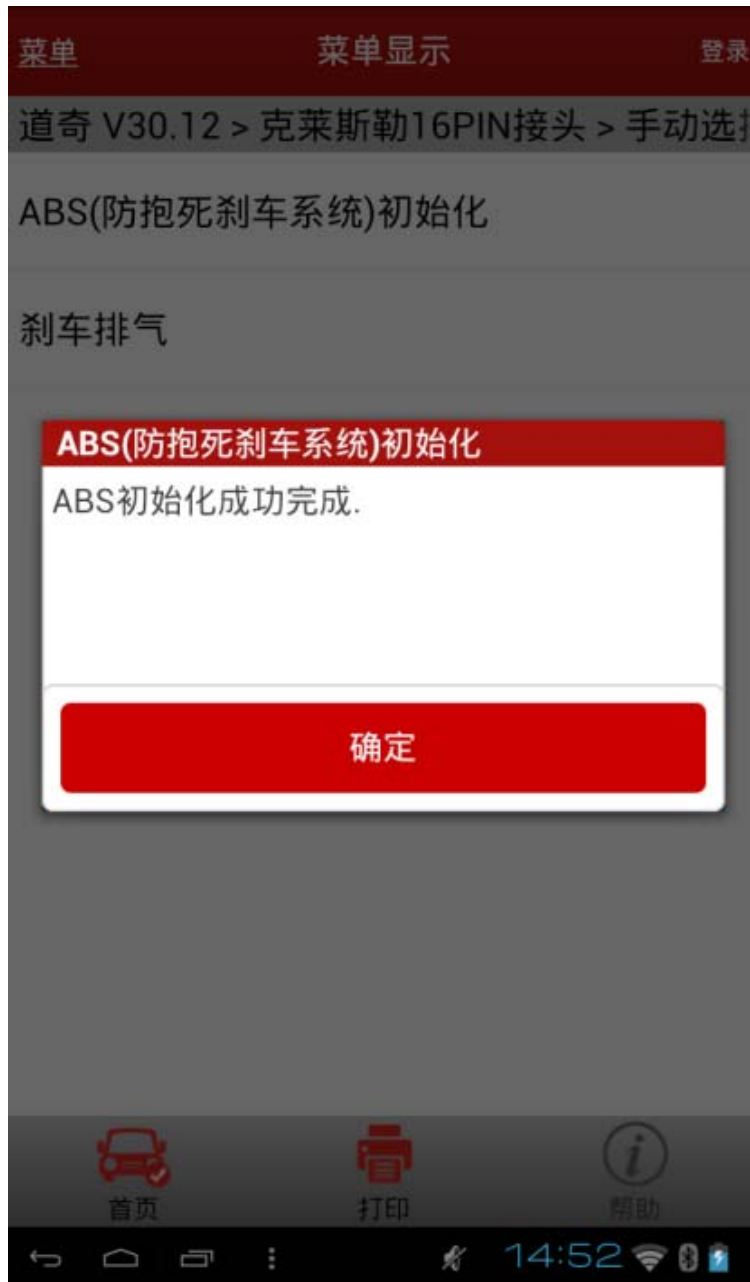 菜单 菜单显示 登录
道奇 V30.12 > 克莱斯勒16PIN接头 > 手动选
ABS(防抱死刹车系统)初始化
刹车排气
ABS(防抱死刹车系统)初始化
ABS初始化成功完成.
确定
首页 打印 帮助
14:52